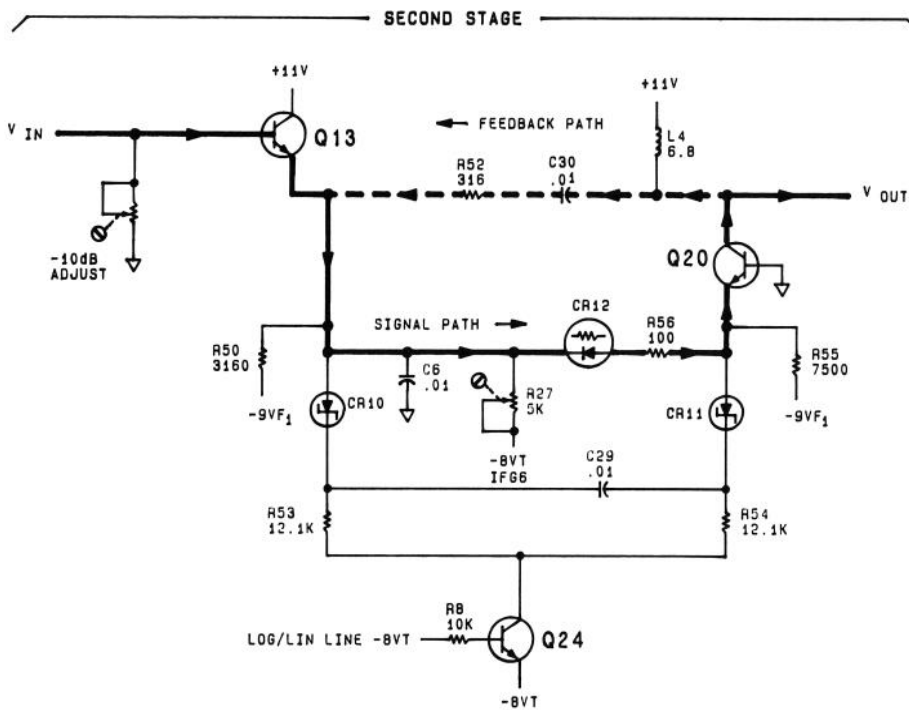 SECOND STAGE
+11V
+11V
V IN
Q13
FEEDBACK PATH
L4
6.8
R52
316
C30
.01
V OUT
-10dB
ADJUST
Q20
CR12
SIGNAL PATH
R56
100
R50
3160
C6
.01
R27
5K
R55
7500
-9VF1
CR10
CR11
-9VF1
-8VT
IFG6
C29
.01
R53
12.1K
R54
12.1K
R8
10K
LOG/LIN LINE -8VT
Q24
-8VT